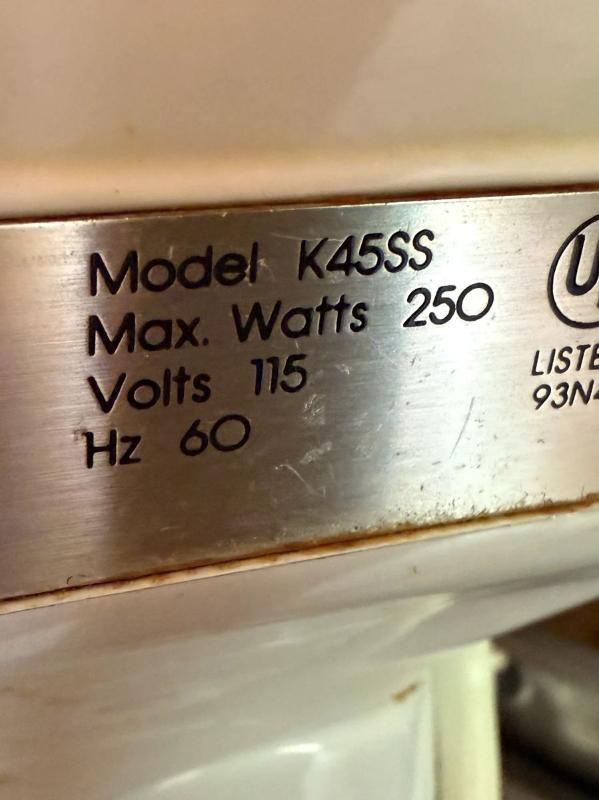 Model K45SS
Max. Watts 250
Volts 115
Hz 60